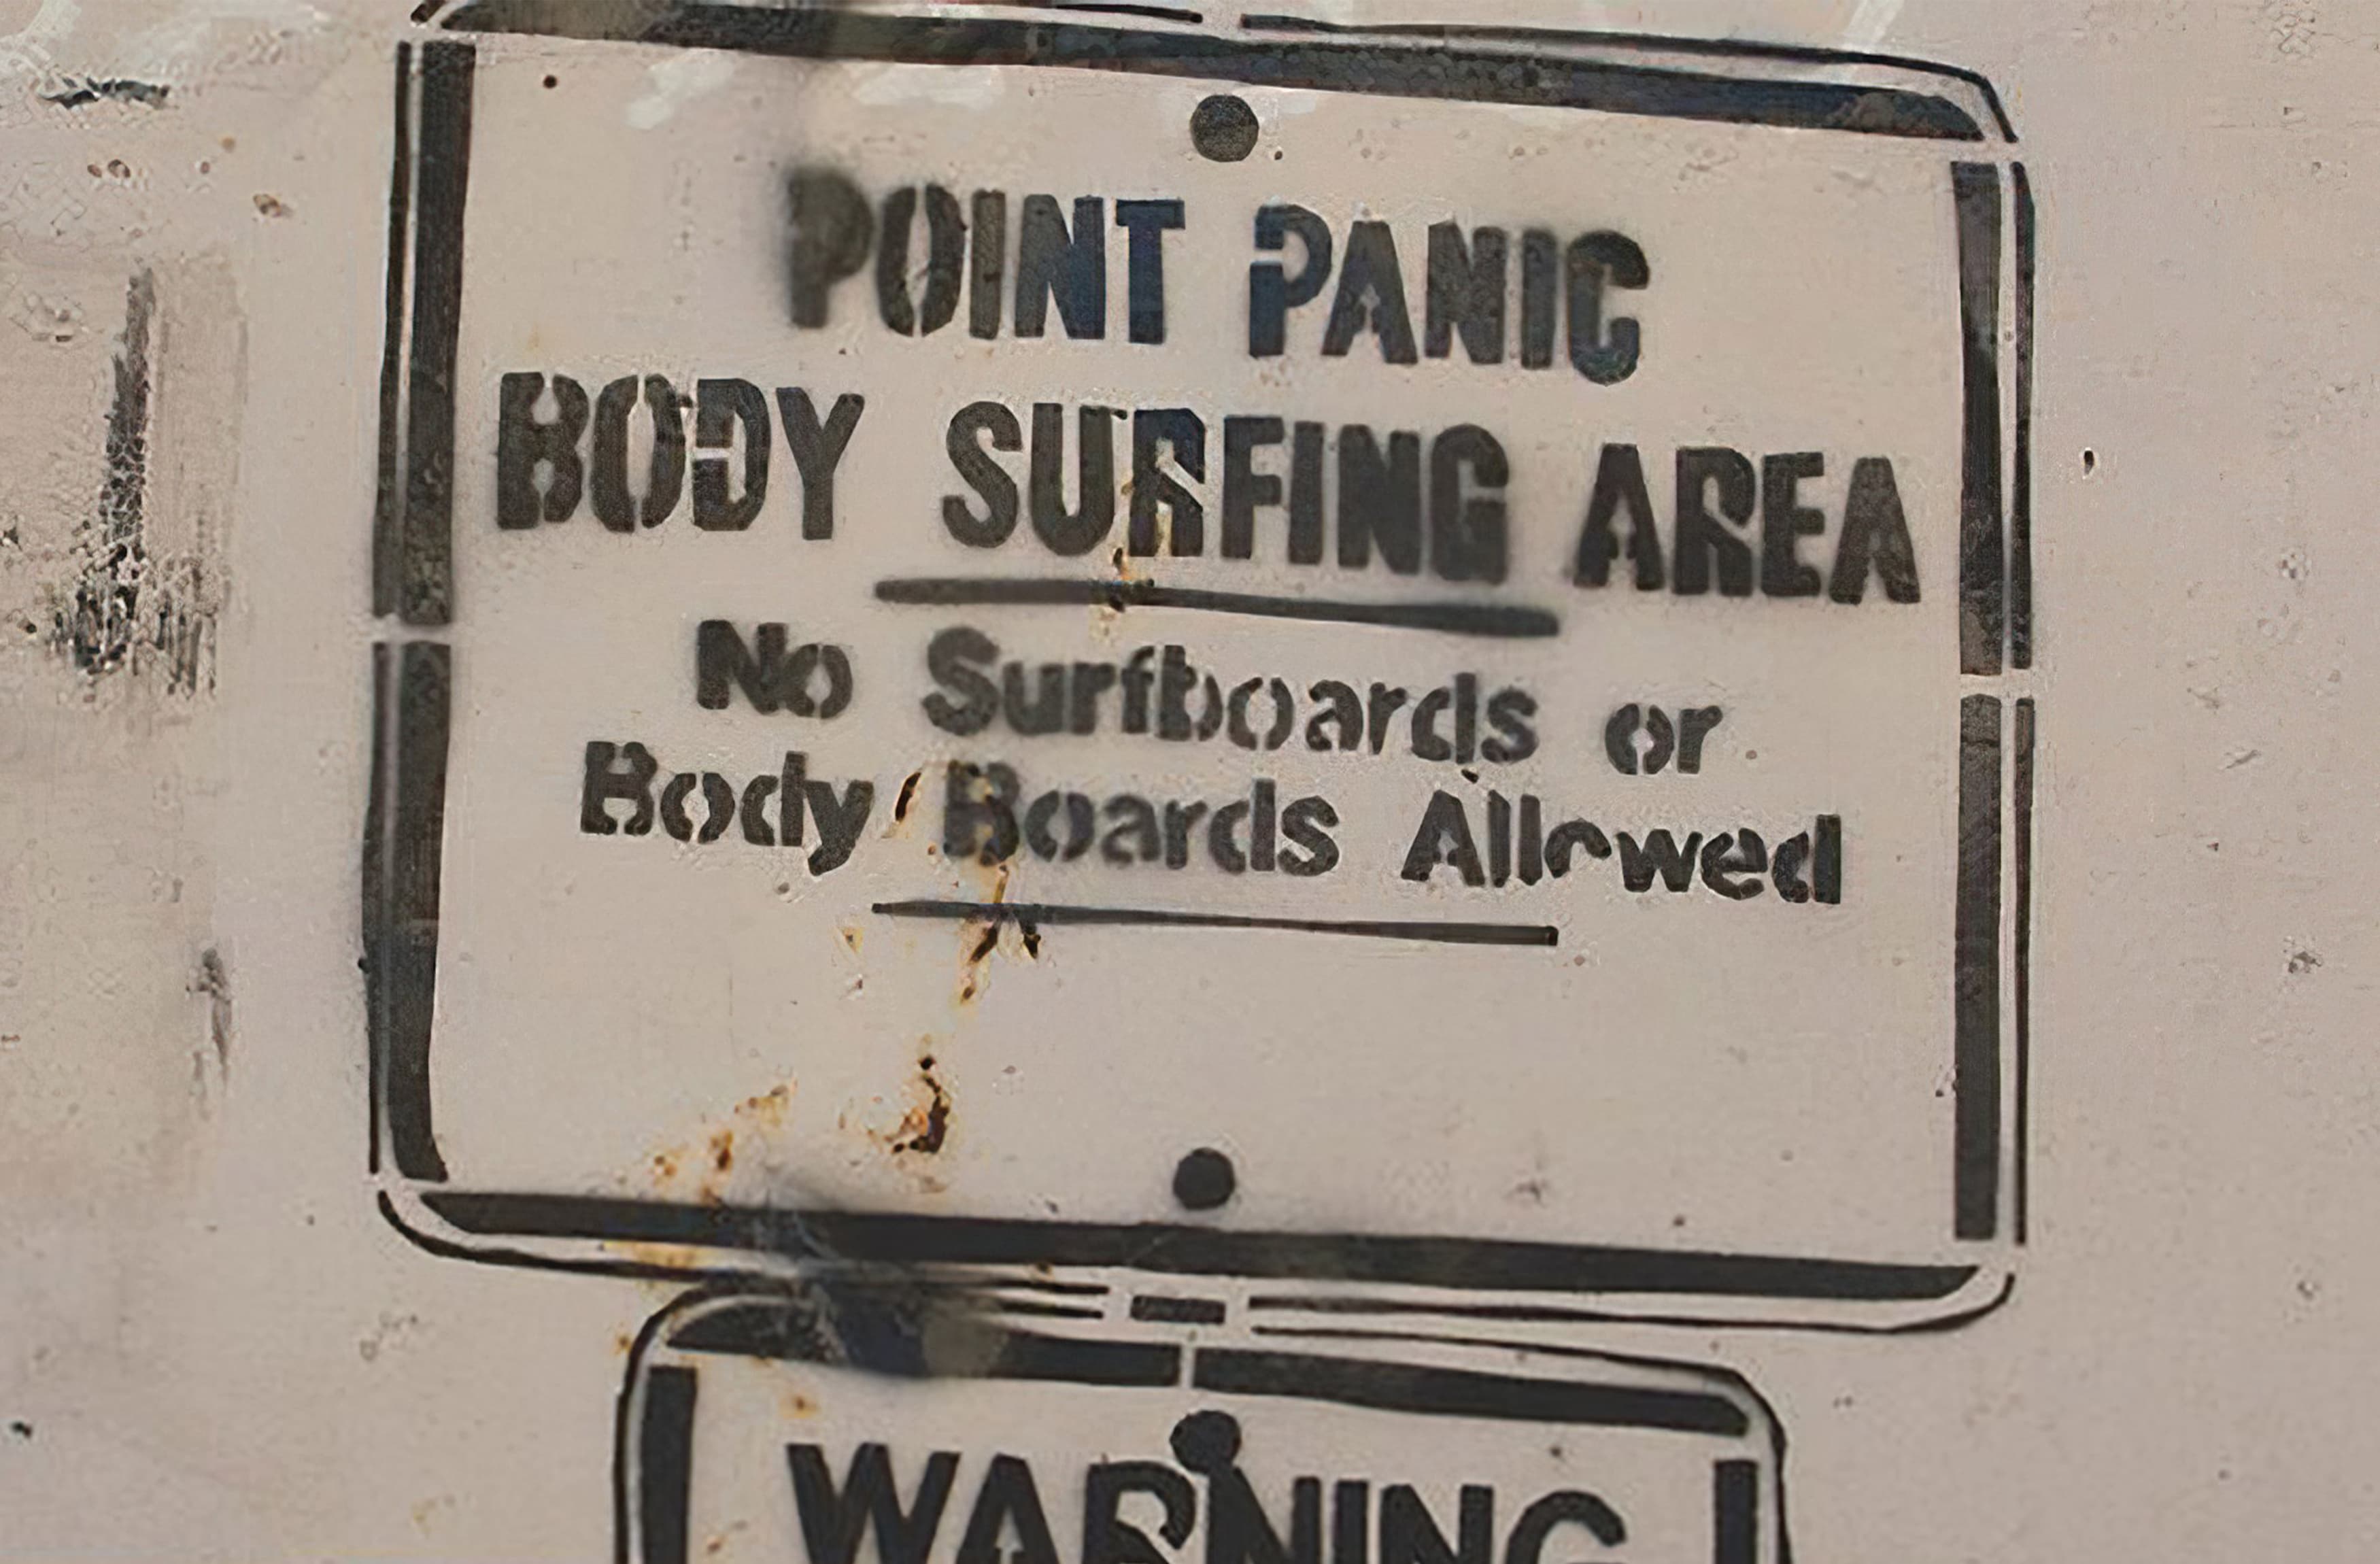 POINT PANIC
BODY SURFING AREA
No Surfboards or
Body Boards Allowed
WARNING